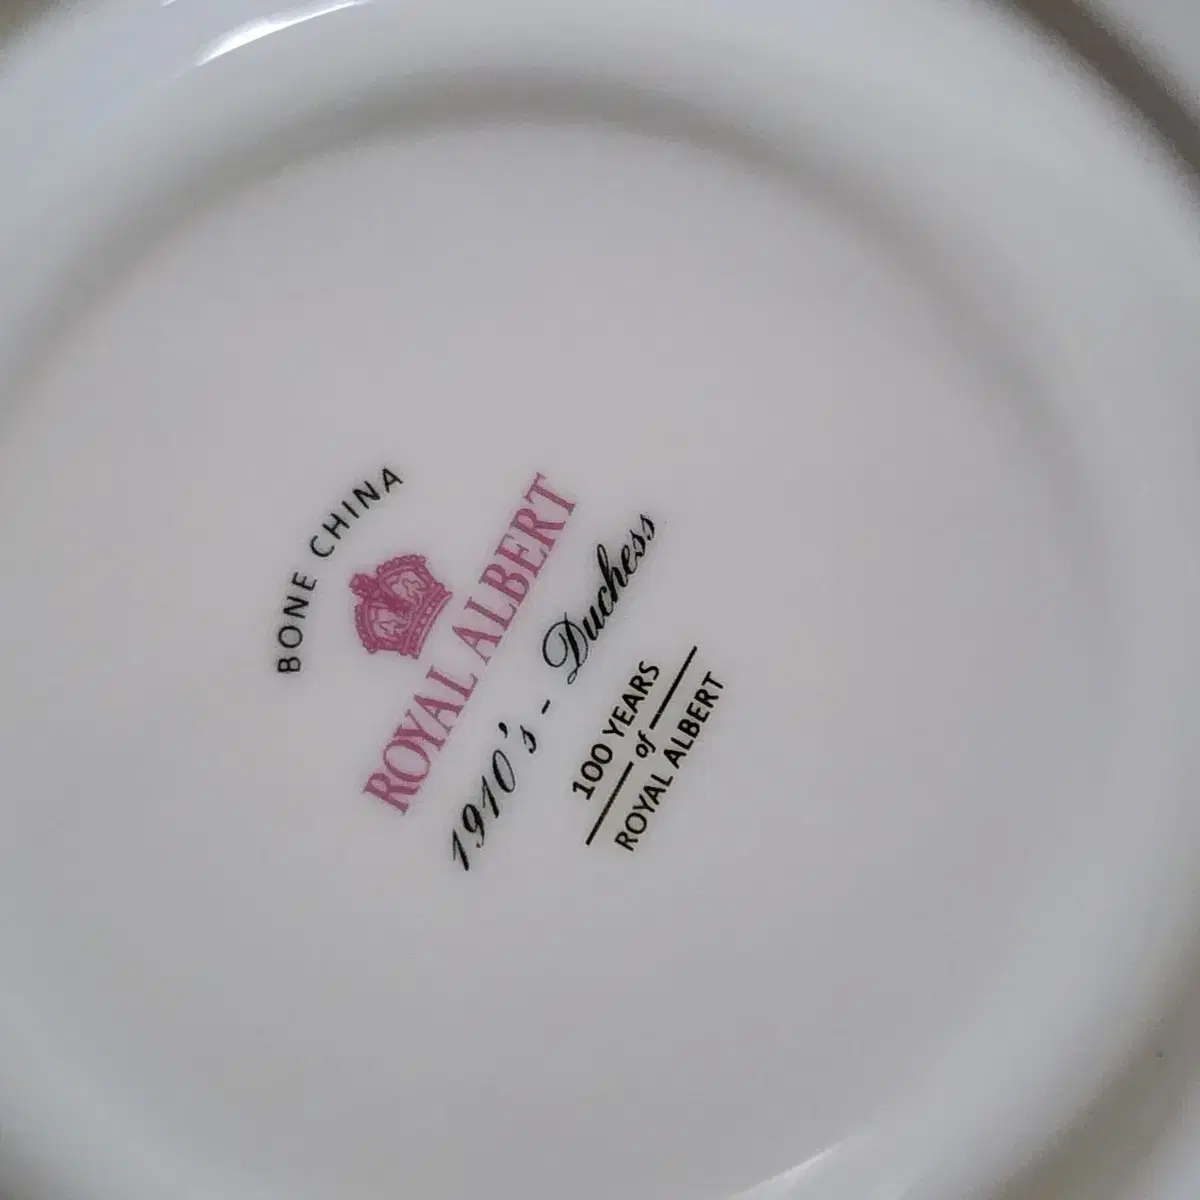 BONE CHINA
ROYAL ALBERT
1910's - Duchess
100 YEARS
of
ROYAL ALBERT